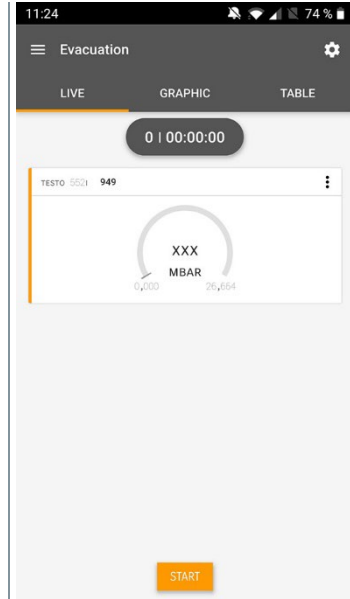 11:24 74 %
Evacuation
LIVE GRAPHIC TABLE
0 | 00:00:00
TESTO 552i 949
XXX
MBAR
0,000 26,664
START